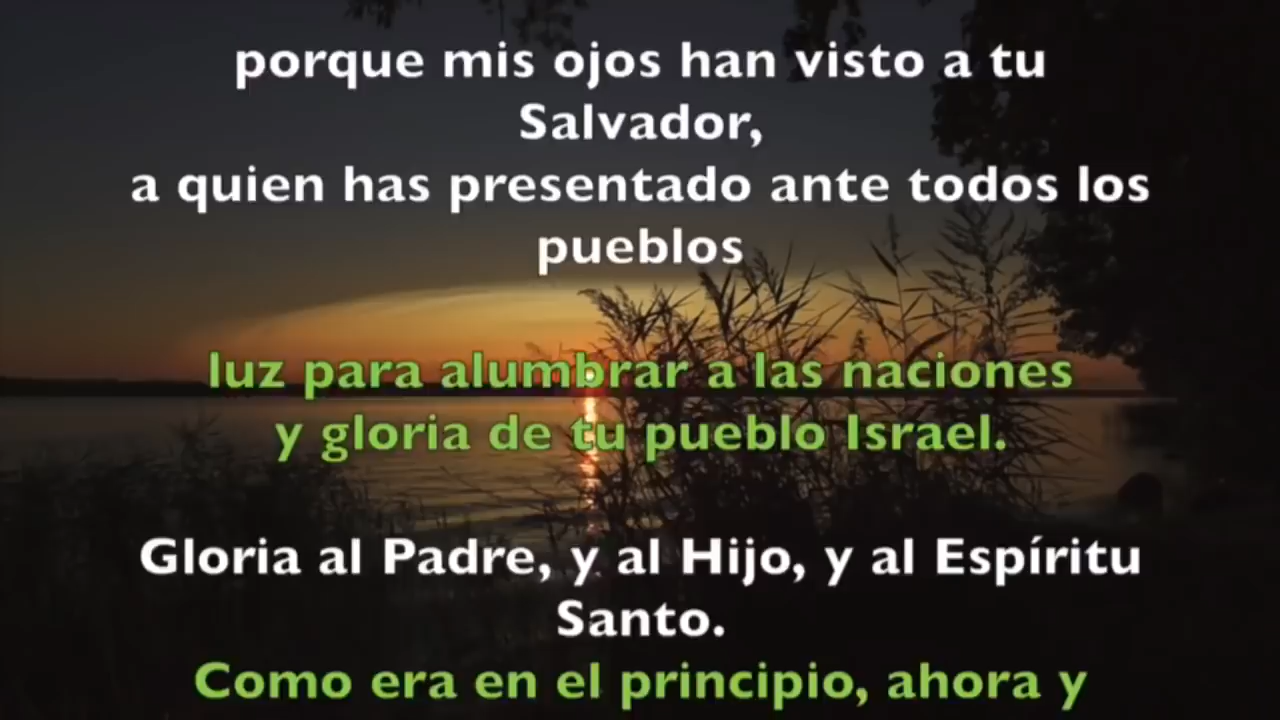 porque mis ojos han visto a tu
Salvador,
a quien has presentado ante todos los
pueblos
luz para alumbrar a las naciones
y gloria de tu pueblo Israel.
Gloria al Padre, y al Hijo, y al Espíritu
Santo.
Como era en el principio, ahora y